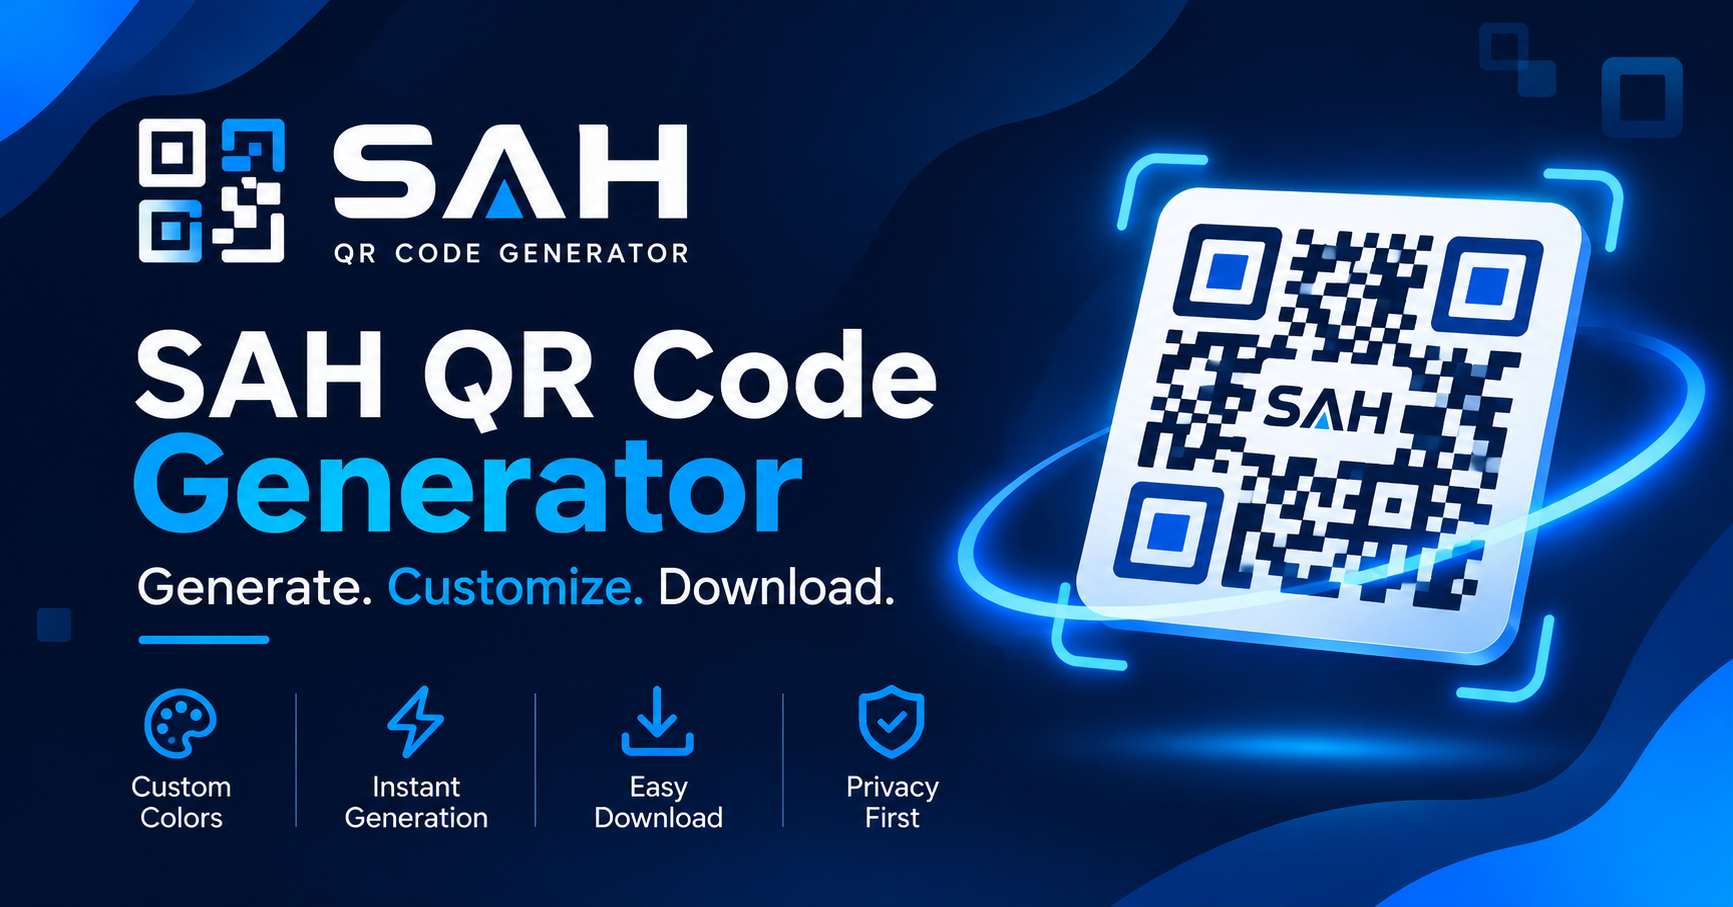 SAH
QR CODE GENERATOR
SAH QR Code
Generator
Generate. Customize. Download.
Custom
Colors
Instant
Generation
Easy
Download
Privacy
First
SAH